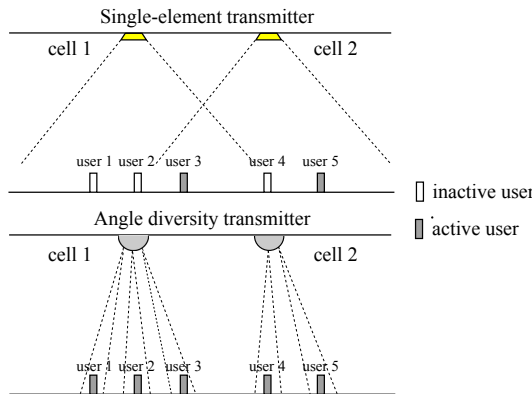 Single-element transmitter
cell 1 cell 2
user 1 user 2 user 3 user 4 user 5
inactive user
active user
Angle diversity transmitter
cell 1 cell 2
user 1 user 2 user 3 user 4 user 5